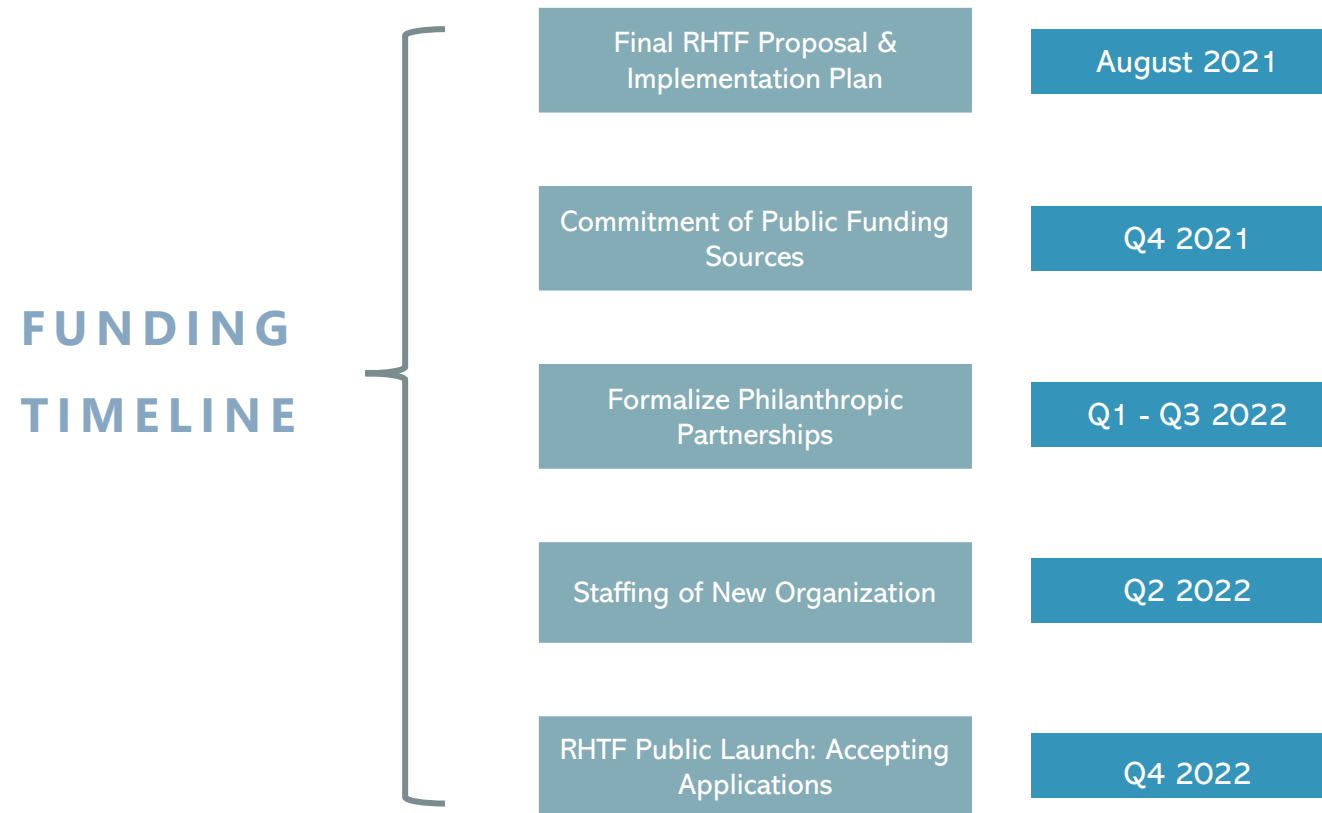 FUNDING
TIMELINE
Final RHTF Proposal &
Implementation Plan
August 2021
Commitment of Public Funding
Sources
Q4 2021
Formalize Philanthropic
Partnerships
Q1 - Q3 2022
Staffing of New Organization
Q2 2022
RHTF Public Launch: Accepting
Applications
Q4 2022